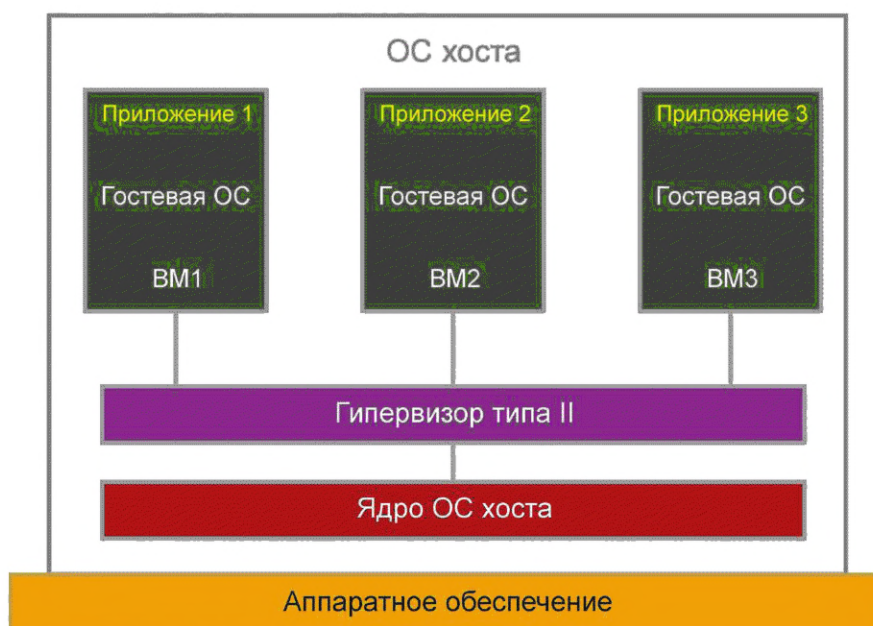 ОС хоста
Приложение 1
Приложение 2
Приложение 3
Гостевая ОС
Гостевая ОС
Гостевая ОС
ВМ1
ВМ2
ВМ3
Гипервизор типа II
Ядро ОС хоста
Аппаратное обеспечение